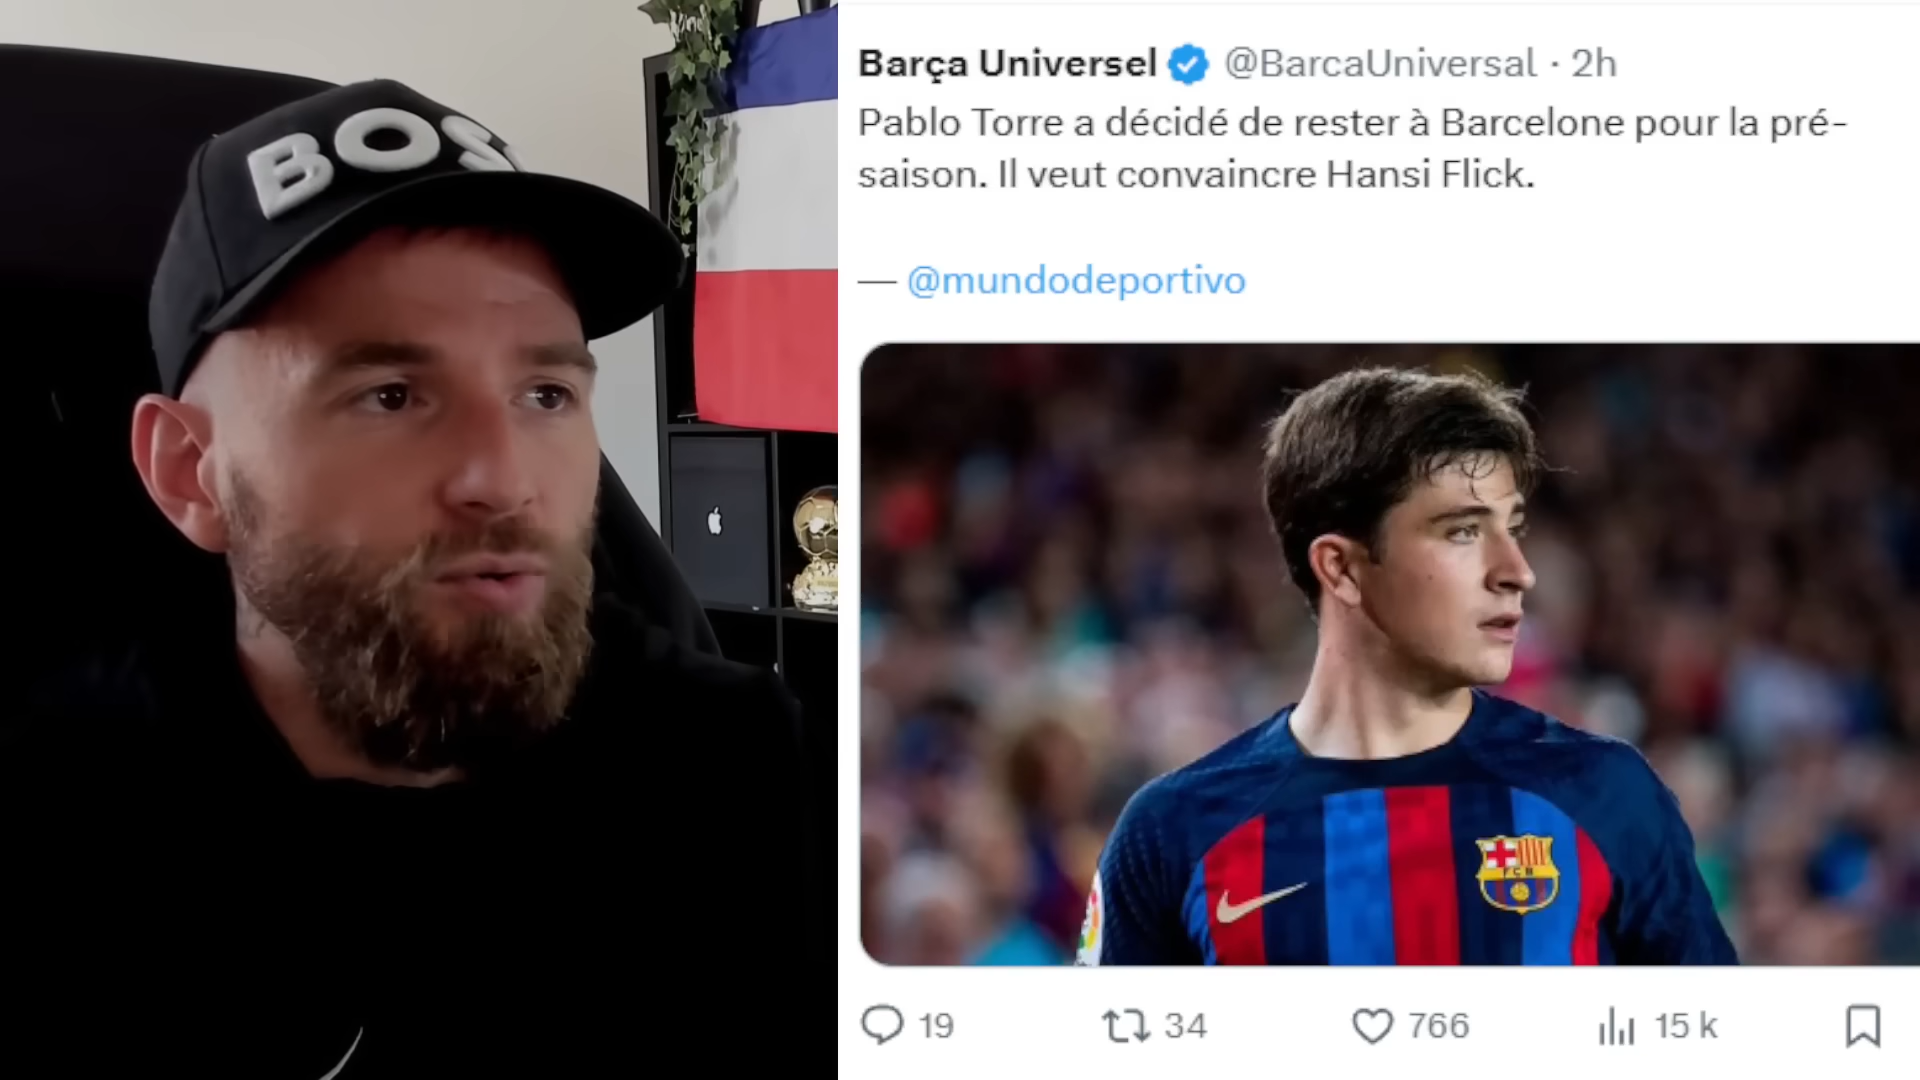 BOS
Barça Universel @BarcaUniversal · 2h
Pablo Torre a décidé de rester à Barcelone pour la pré-
saison. Il veut convaincre Hansi Flick.
— @mundodeportivo
FCB
19 34 766 15 k